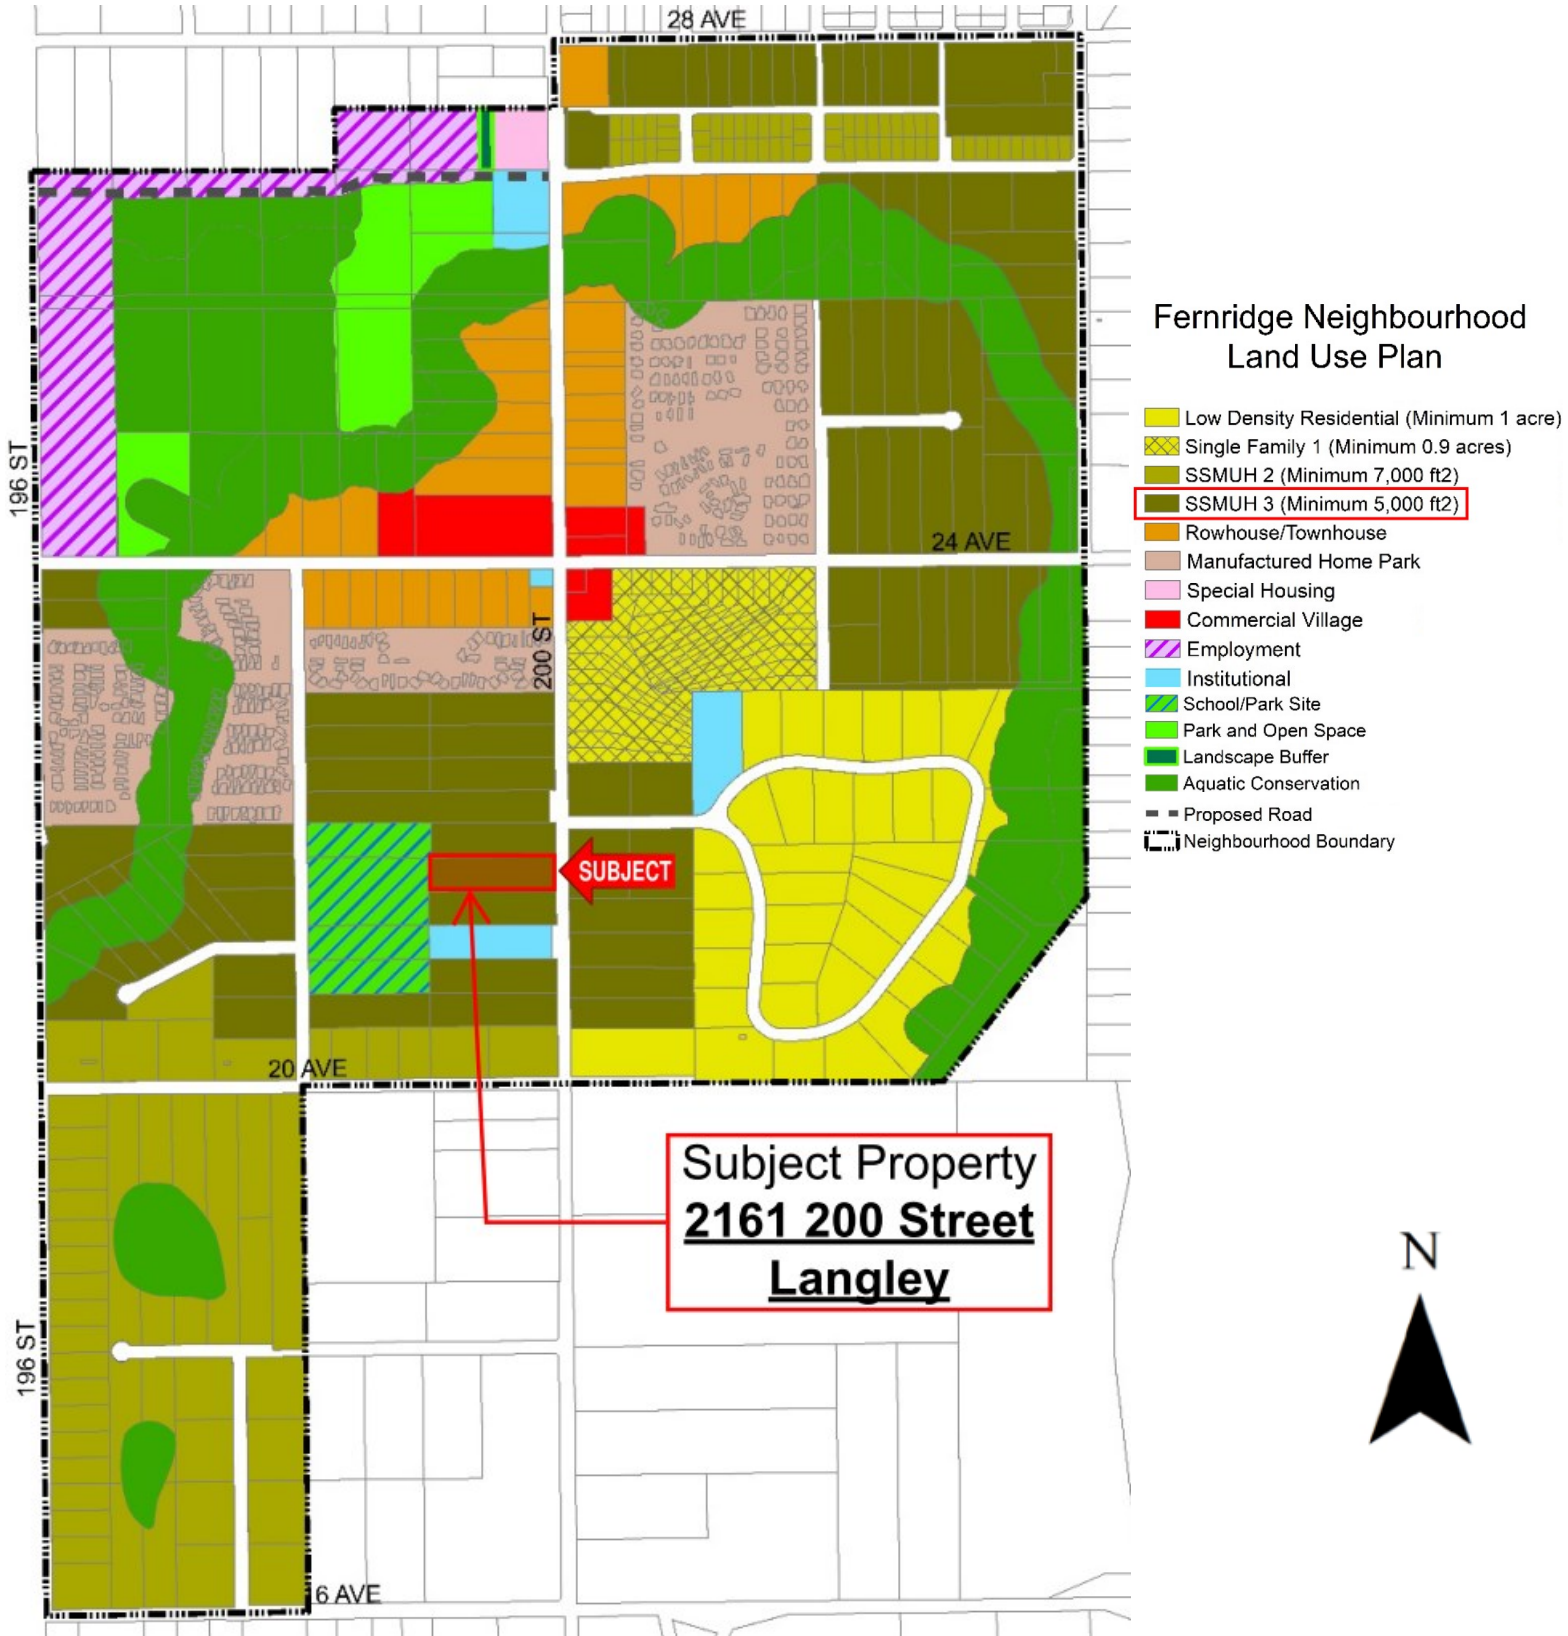 28 AVE
196 ST
24 AVE
200 ST
SUBJECT
20 AVE
Subject Property
2161 200 Street
Langley
196 ST
6 AVE
Fernridge Neighbourhood
Land Use Plan
Low Density Residential (Minimum 1 acre)
Single Family 1 (Minimum 0.9 acres)
SSMUH 2 (Minimum 7,000 ft2)
SSMUH 3 (Minimum 5,000 ft2)
Rowhouse/Townhouse
Manufactured Home Park
Special Housing
Commercial Village
Employment
Institutional
School/Park Site
Park and Open Space
Landscape Buffer
Aquatic Conservation
Proposed Road
Neighbourhood Boundary
N